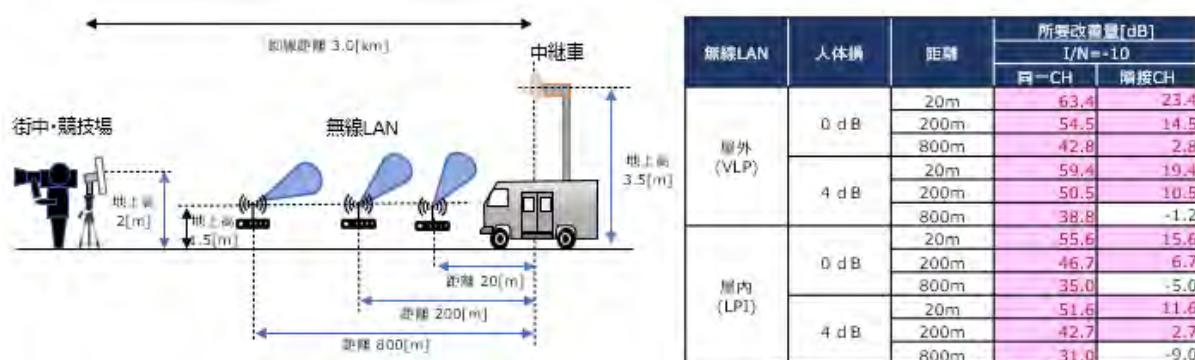 回線距離 3.0[km]
中継車
街中・競技場
無線LAN
地上高
3.5[m]
地上高
2[m]
地上高
1.5[m]
距離 20[m]
距離 200[m]
距離 800[m]
無線LAN 人体損 距離 所要改善量[dB]
I/N=-10
同一CH 隣接CH
屋外
(VLP)
0 dB
20m 63.4 23.4
200m 54.5 14.5
800m 42.8 2.8
4 dB
20m 59.4 19.4
200m 50.5 10.5
800m 38.8 -1.2
屋内
(LPI)
0 dB
20m 55.6 15.6
200m 46.7 6.7
800m 35.0 -5.0
4 dB
20m 51.6 11.6
200m 42.7 2.7
800m 31.0 -9.0